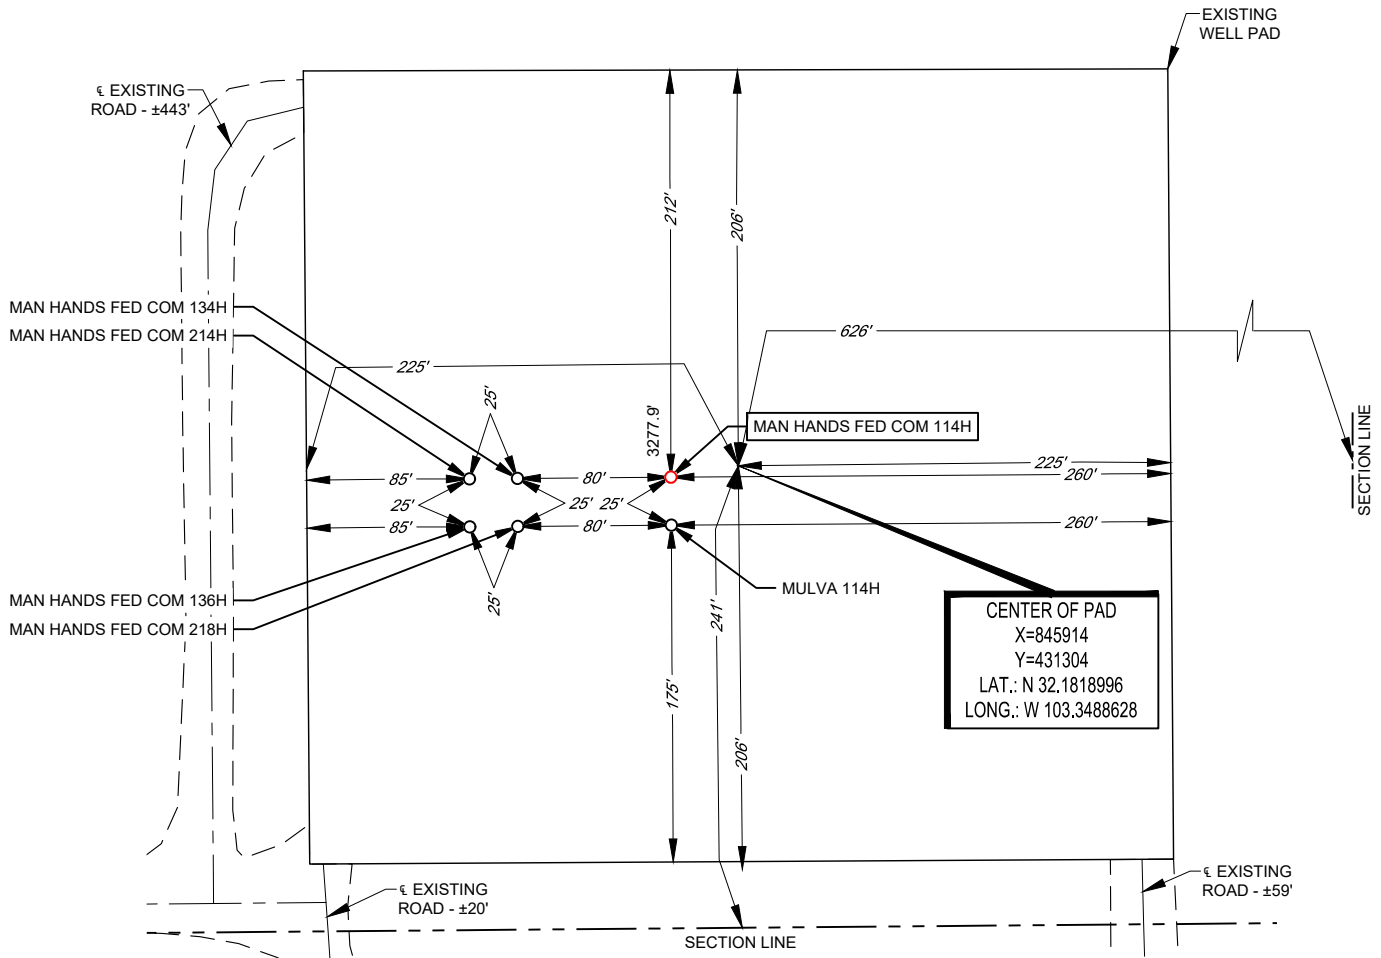 EXISTING
WELL PAD
℄ EXISTING
ROAD - ±443'
212'
206'
MAN HANDS FED COM 134H
MAN HANDS FED COM 214H
626'
225'
25'
3277.9'
MAN HANDS FED COM 114H
SECTION LINE
225'
85'
80'
260'
25'
25'
25'
85'
80'
260'
25'
MAN HANDS FED COM 136H
MAN HANDS FED COM 218H
MULVA 114H
241'
CENTER OF PAD
X=845914
Y=431304
LAT.: N 32.1818996
LONG.: W 103.3488628
175'
206'
℄ EXISTING
ROAD - ±20'
℄ EXISTING
ROAD - ±59'
SECTION LINE